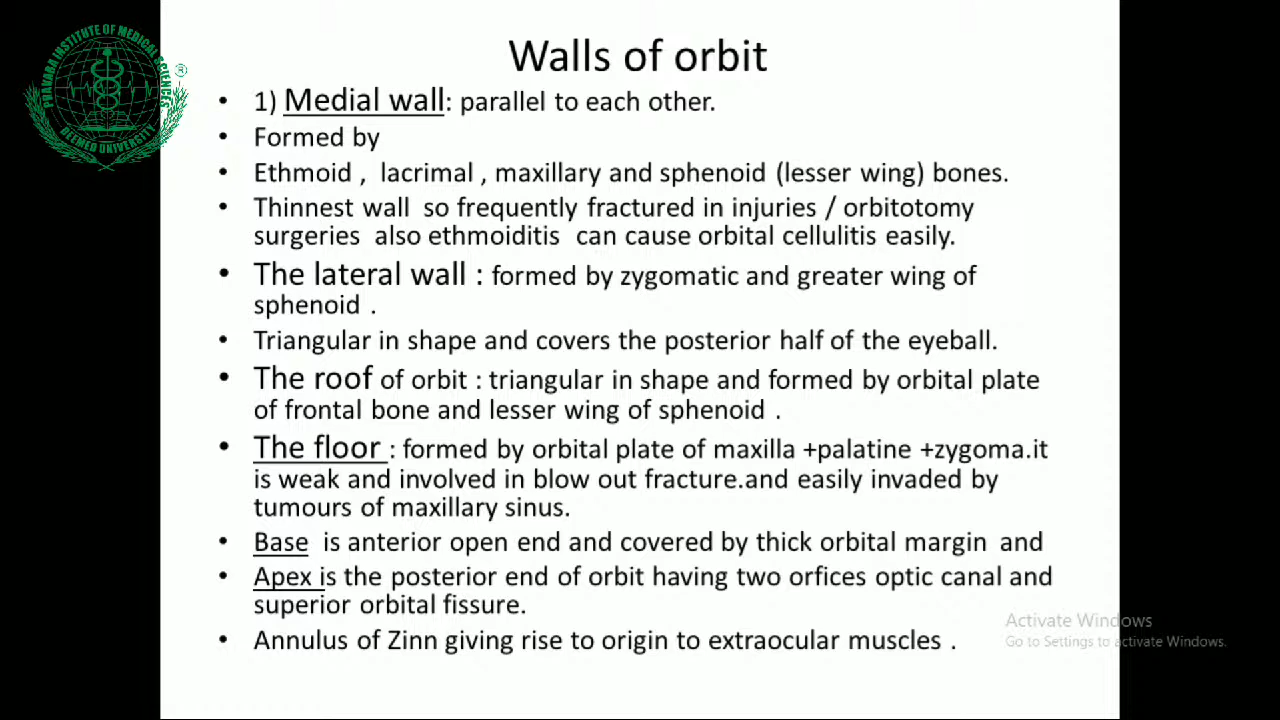 PRAVARA INSTITUTE OF MEDICAL SCIENCES
DEEMED UNIVERSITY
®
Walls of orbit
• 1) Medial wall: parallel to each other.
• Formed by
• Ethmoid , lacrimal , maxillary and sphenoid (lesser wing) bones.
• Thinnest wall so frequently fractured in injuries / orbitotomy
surgeries also ethmoiditis can cause orbital cellulitis easily.
• The lateral wall : formed by zygomatic and greater wing of
sphenoid .
• Triangular in shape and covers the posterior half of the eyeball.
• The roof of orbit : triangular in shape and formed by orbital plate
of frontal bone and lesser wing of sphenoid .
• The floor : formed by orbital plate of maxilla +palatine +zygoma.it
is weak and involved in blow out fracture.and easily invaded by
tumours of maxillary sinus.
• Base is anterior open end and covered by thick orbital margin and
• Apex is the posterior end of orbit having two orfices optic canal and
superior orbital fissure.
• Annulus of Zinn giving rise to origin to extraocular muscles .
Activate Windows
Go to Settings to activate Windows.